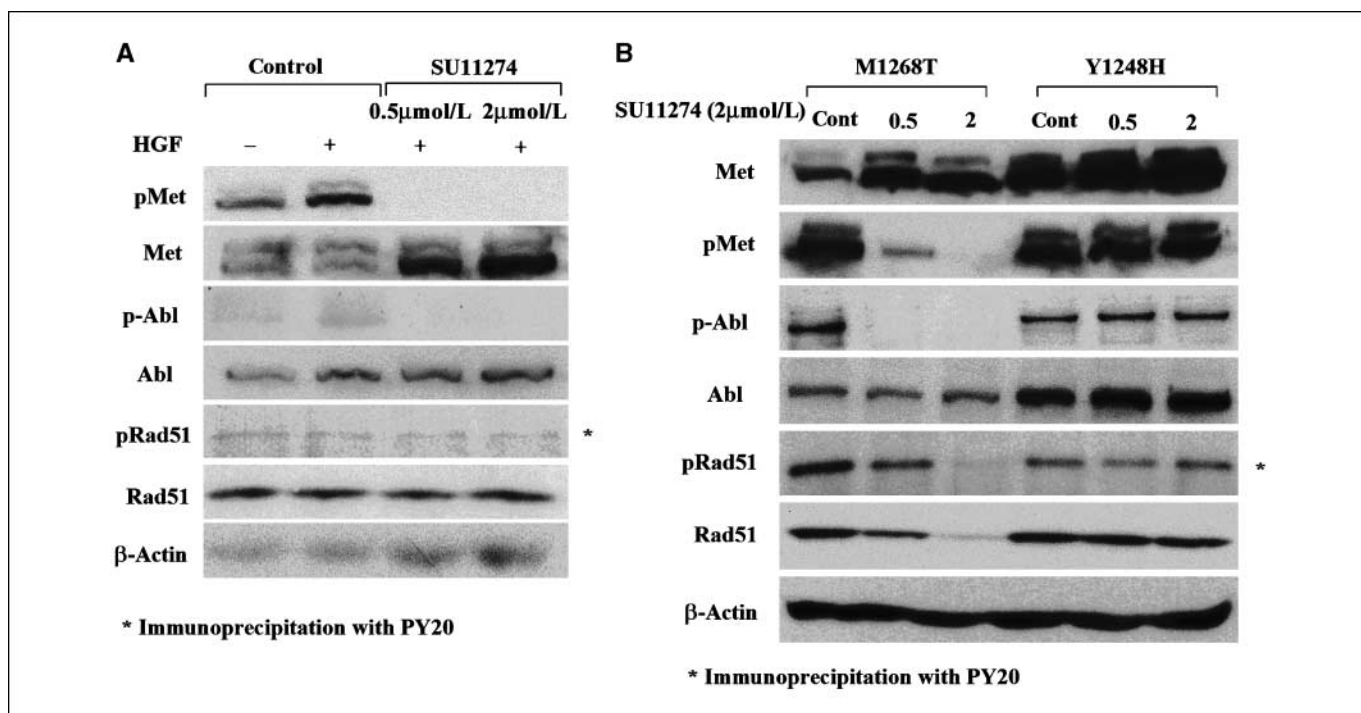 A
Control SU11274
0.5μmol/L 2μmol/L
HGF – + + +
pMet
Met
p-Abl
Abl
pRad51 *
Rad51
β-Actin
* Immunoprecipitation with PY20
B
M1268T Y1248H
SU11274 (2μmol/L) Cont 0.5 2 Cont 0.5 2
Met
pMet
p-Abl
Abl
pRad51 *
Rad51
β-Actin
* Immunoprecipitation with PY20